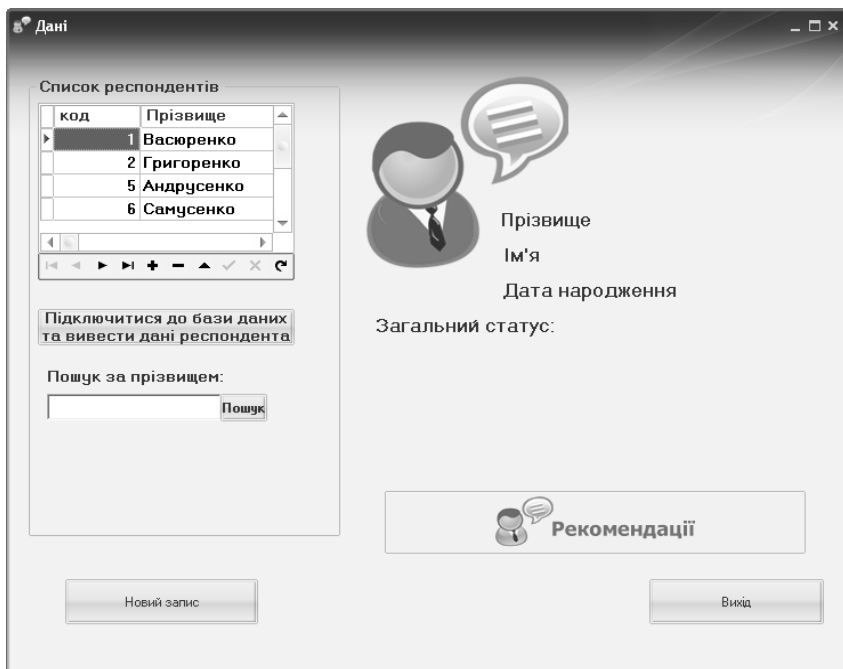 Дані
Список респондентів
код Прізвище
1 Васюренко
2 Григоренко
5 Андрусенко
6 Самусенко
Підключитися до бази даних
та вивести дані респондента
Пошук за прізвищем:
Пошук
Прізвище
Ім'я
Дата народження
Загальний статус:
Рекомендації
Новий запис
Вихід